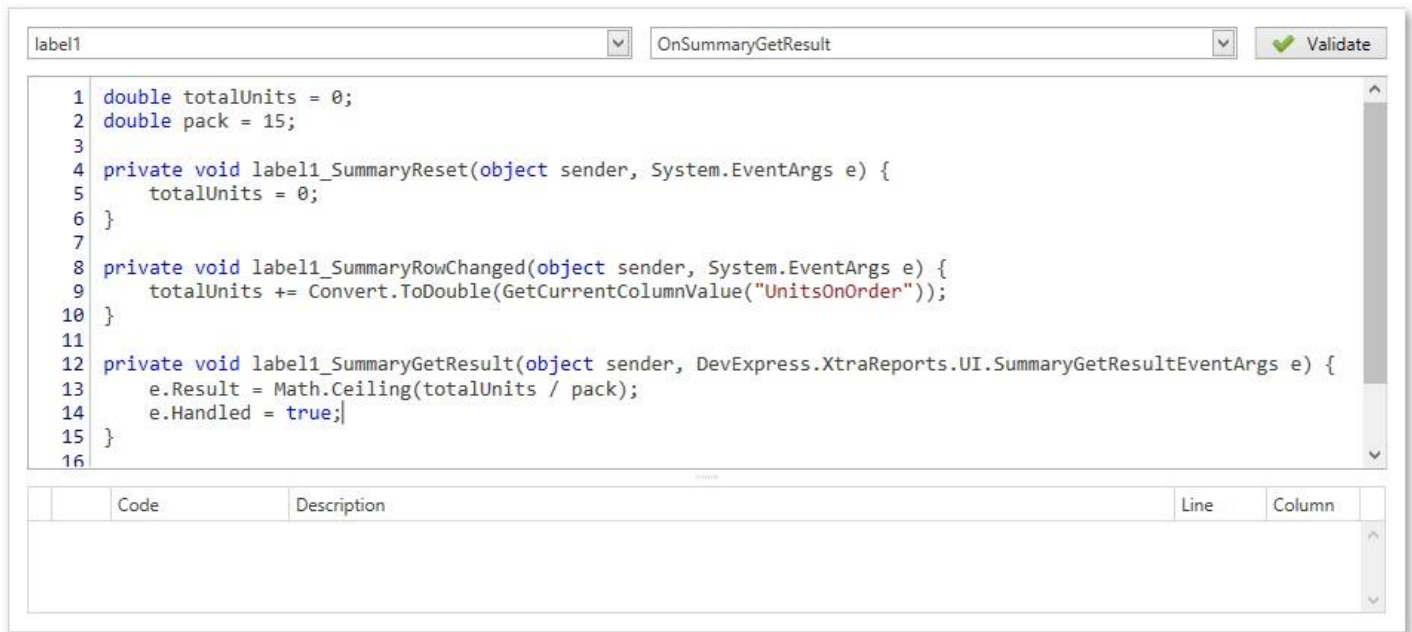 label1 OnSummaryGetResult Validate
1 double totalUnits = 0;
2 double pack = 15;
3
4 private void label1_SummaryReset(object sender, System.EventArgs e) {
5     totalUnits = 0;
6 }
7
8 private void label1_SummaryRowChanged(object sender, System.EventArgs e) {
9     totalUnits += Convert.ToDouble(GetCurrentColumnValue("UnitsOnOrder"));
10 }
11
12 private void label1_SummaryGetResult(object sender, DevExpress.XtraReports.UI.SummaryGetResultEventArgs e) {
13     e.Result = Math.Ceiling(totalUnits / pack);
14     e.Handled = true;
15 }
16
Code Description Line Column